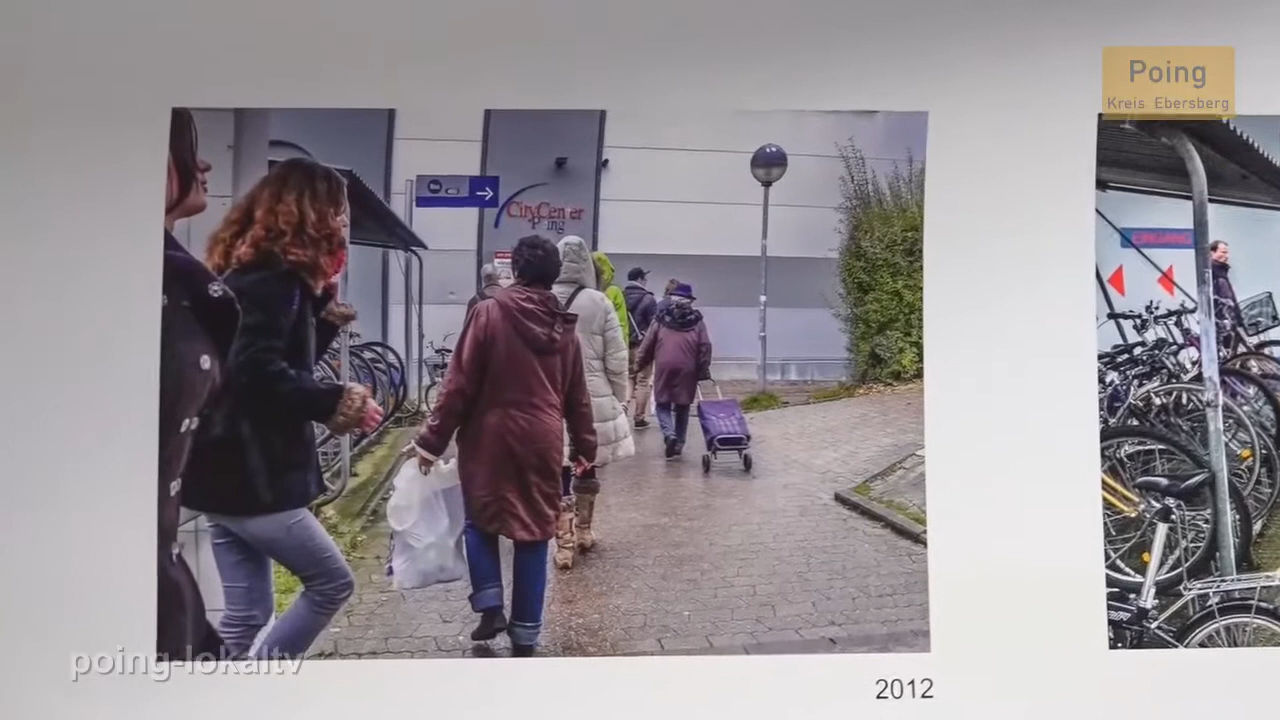 Poing
Kreis Ebersberg
CityCenter
Poing
EINGANG
poing-lokaltv
2012